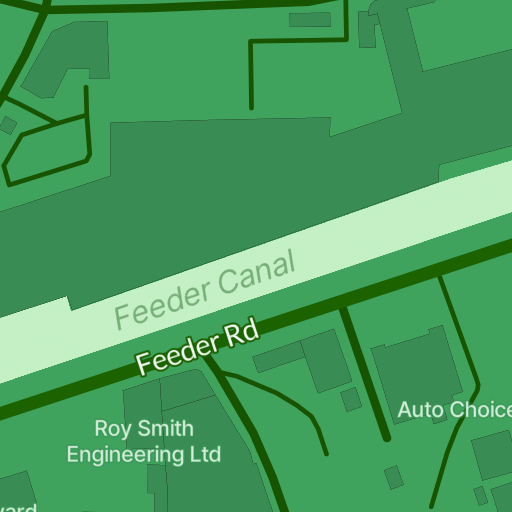 Feeder Canal
Feeder Rd
Auto Choice
Roy Smith
Engineering Ltd